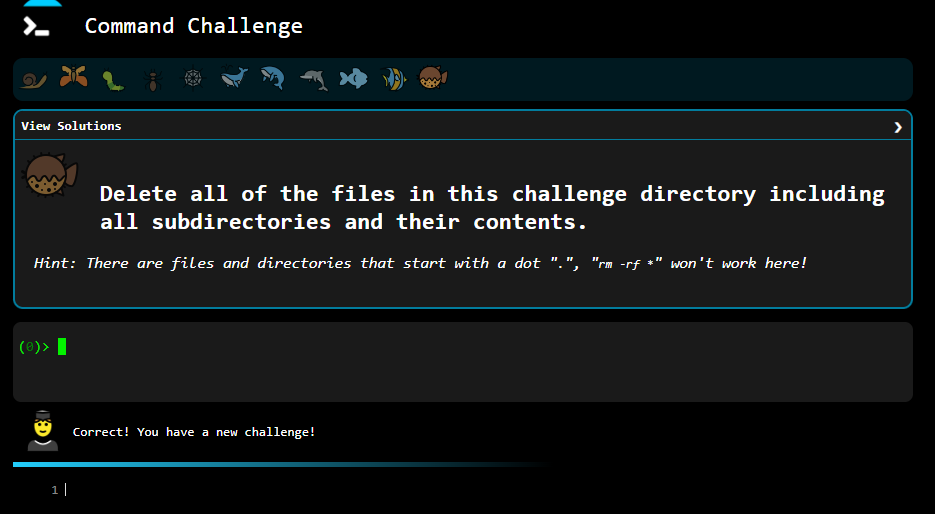 Command Challenge
View Solutions ❯
Delete all of the files in this challenge directory including
all subdirectories and their contents.
Hint: There are files and directories that start with a dot ".", "rm -rf *" won't work here!
(0)>
Correct! You have a new challenge!
1